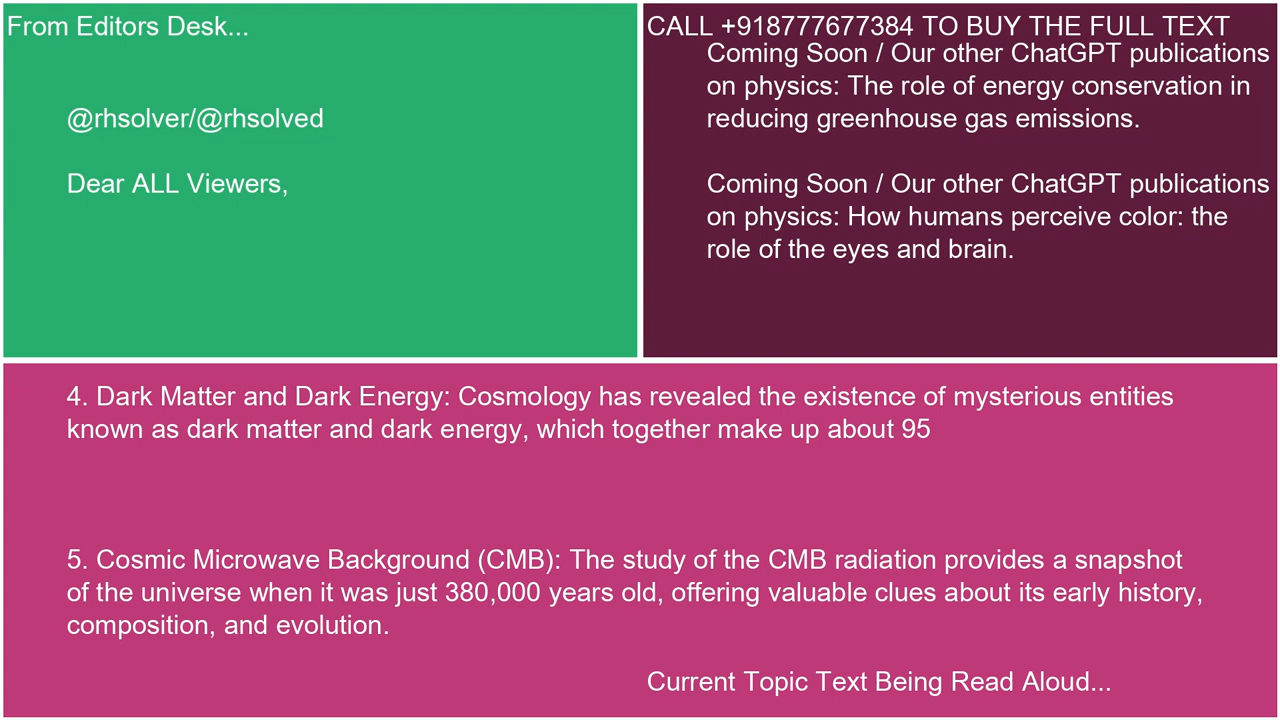 From Editors Desk...
@rhsolver/@rhsolved
Dear ALL Viewers,
CALL +918777677384 TO BUY THE FULL TEXT
Coming Soon / Our other ChatGPT publications
on physics: The role of energy conservation in
reducing greenhouse gas emissions.
Coming Soon / Our other ChatGPT publications
on physics: How humans perceive color: the
role of the eyes and brain.
4. Dark Matter and Dark Energy: Cosmology has revealed the existence of mysterious entities
known as dark matter and dark energy, which together make up about 95
5. Cosmic Microwave Background (CMB): The study of the CMB radiation provides a snapshot
of the universe when it was just 380,000 years old, offering valuable clues about its early history,
composition, and evolution.
Current Topic Text Being Read Aloud...